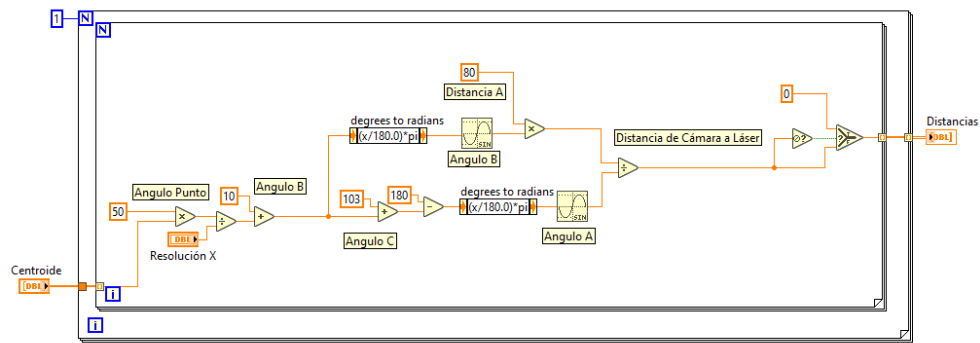 1
N
N
80
Distancia A
0
degrees to radians
(x/180.0)*pi
SIN
Angulo B
×
Distancia de Cámara a Láser
÷
?
T
?
F
Distancias
DBL]
Angulo Punto
50
×
÷
10
Angulo B
+
103
180
+
−
degrees to radians
(x/180.0)*pi
SIN
Angulo A
Angulo C
DBL
Resolución X
Centroide
[DBL]
i
i